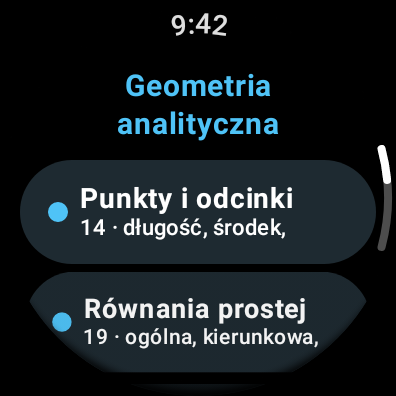 9:42
Geometria
analityczna
Punkty i odcinki
14 · długość, środek,
Równania prostej
19 · ogólna, kierunkowa,